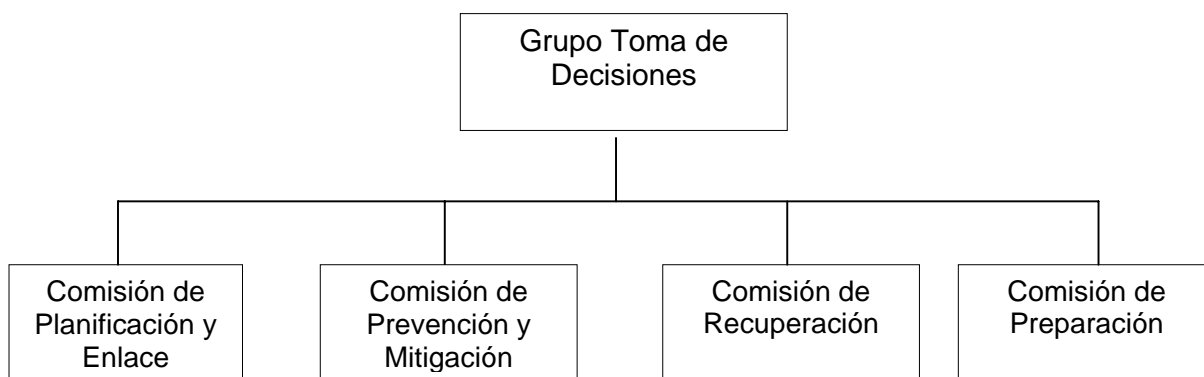 Grupo Toma de
Decisiones
Comisión de
Planificación y
Enlace
Comisión de
Prevención y
Mitigación
Comisión de
Recuperación
Comisión de
Preparación